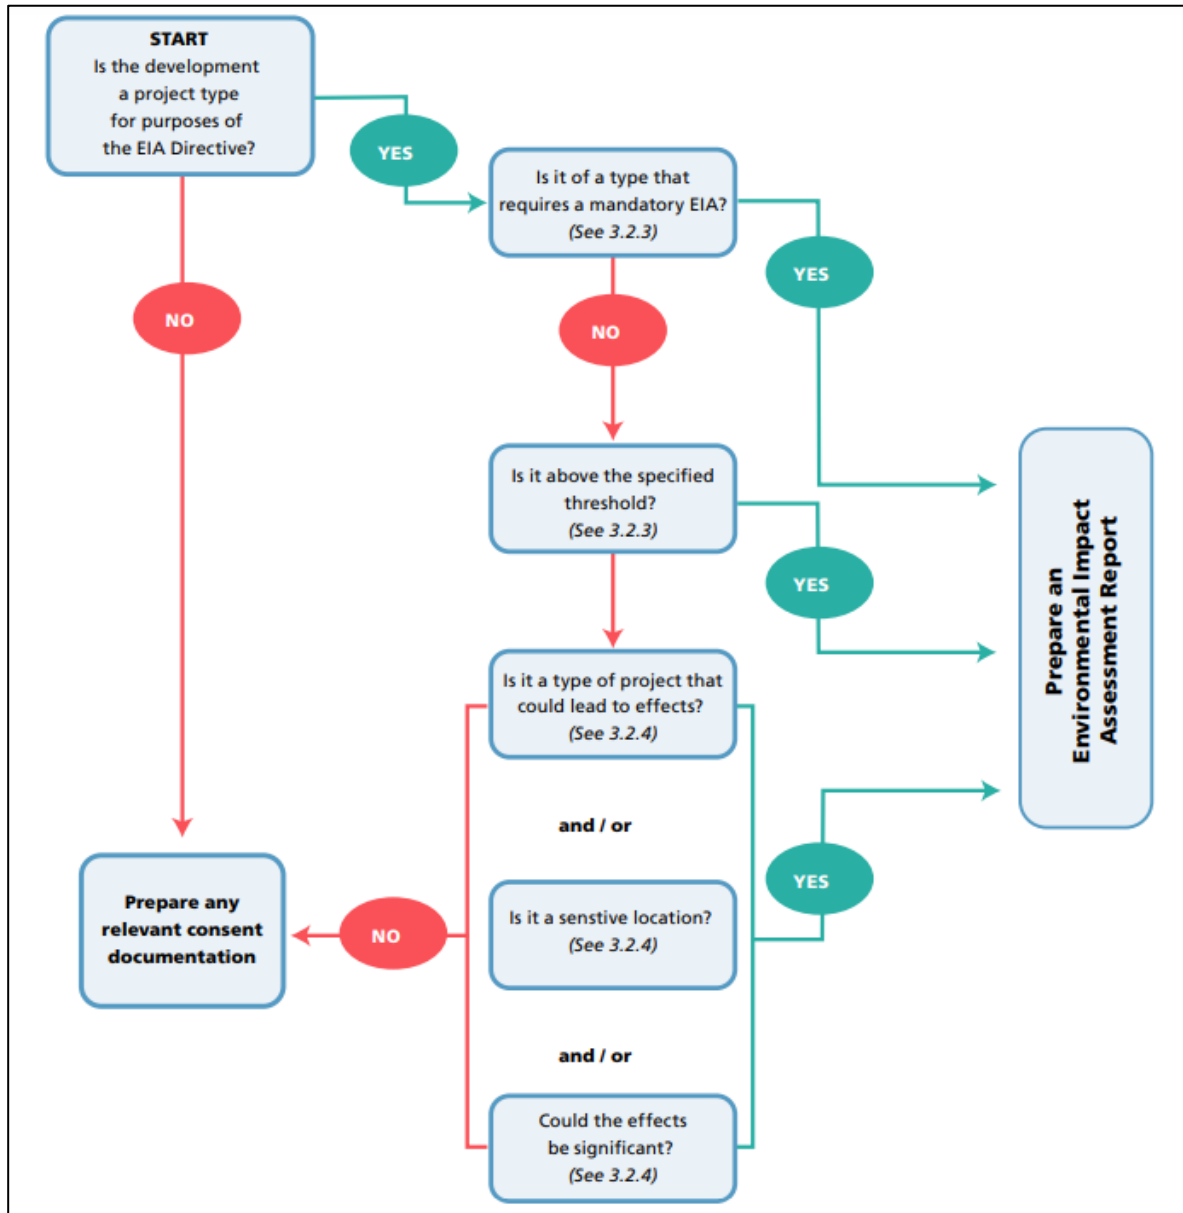 START
Is the development
a project type
for purposes of
the EIA Directive?
YES
Is it of a type that
requires a mandatory EIA?
(See 3.2.3)
YES
NO
NO
Is it above the specified
threshold?
(See 3.2.3)
YES
Prepare an
Environmental Impact
Assessment Report
Is it a type of project that
could lead to effects?
(See 3.2.4)
and / or
YES
Prepare any
relevant consent
documentation
NO
Is it a senstive location?
(See 3.2.4)
and / or
Could the effects
be significant?
(See 3.2.4)